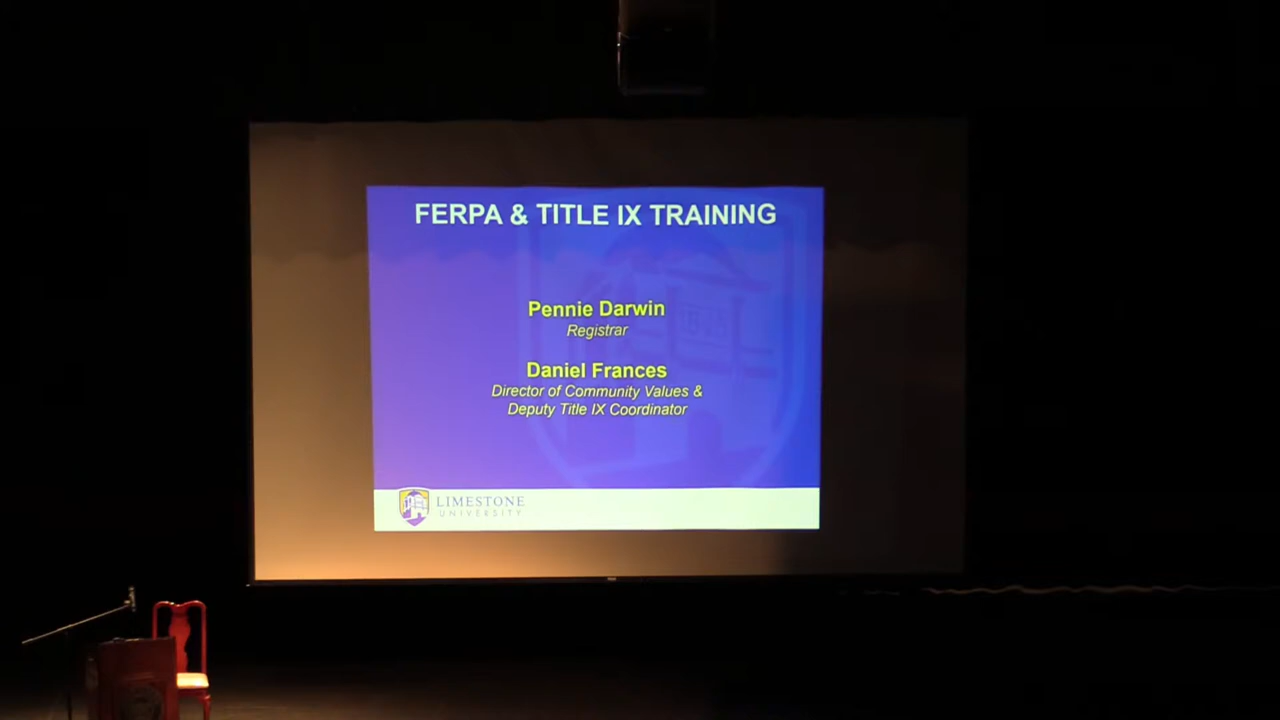 FERPA & TITLE IX TRAINING
Pennie Darwin
Registrar
Daniel Frances
Director of Community Values &
Deputy Title IX Coordinator
LIMESTONE
UNIVERSITY